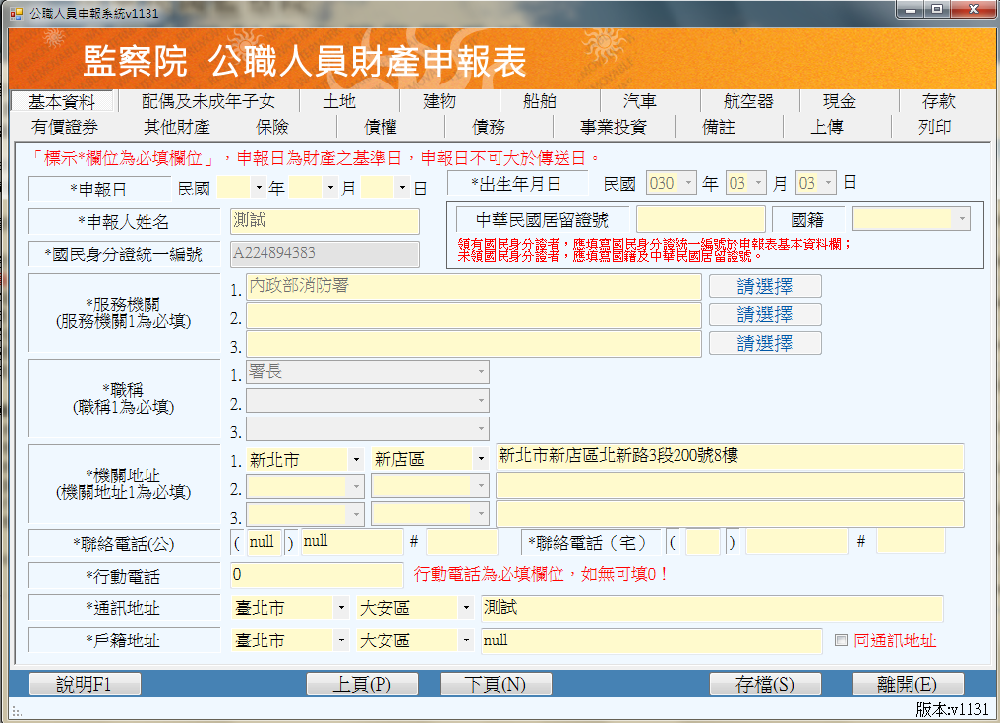 公職人員申報系統v1131
監察院 公職人員財產申報表
基本資料 配偶及未成年子女 土地 建物 船舶 汽車 航空器 現金 存款
有價證券 其他財產 保險 債權 債務 事業投資 備註 上傳 列印
「標示*欄位為必填欄位」，申報日為財產之基準日，申報日不可大於傳送日。
*申報日 民國 年 月 日 *出生年月日 民國 030 年 03 月 03 日
*申報人姓名 測試 中華民國居留證號 國籍
*國民身分證統一編號 A224894383
領有國民身分證者，應填寫國民身分證統一編號於申報表基本資料欄；
未領國民身分證者，應填寫國籍及中華民國居留證號。
*服務機關
(服務機關1為必填)
1. 內政部消防署 請選擇
2. 請選擇
3. 請選擇
*職稱
(職稱1為必填)
1. 署長
2.
3.
*機關地址
(機關地址1為必填)
1. 新北市 新店區 新北市新店區北新路3段200號8樓
2.
3.
*聯絡電話(公) ( null ) null # *聯絡電話（宅） ( ) #
*行動電話 0 行動電話為必填欄位，如無可填0！
*通訊地址 臺北市 大安區 測試
*戶籍地址 臺北市 大安區 null 同通訊地址
說明F1 上頁(P) 下頁(N) 存檔(S) 離開(E)
版本:v1131